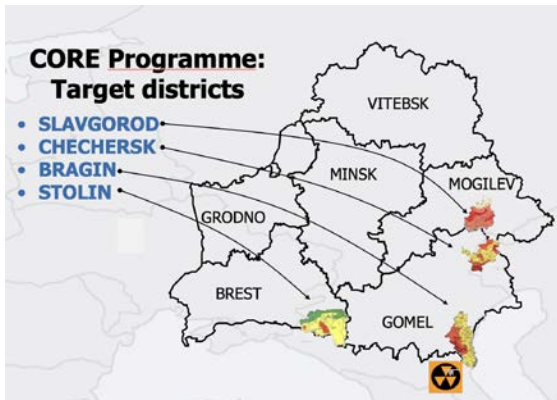 CORE Programme:
Target districts
• SLAVGOROD
• CHECHERSK
• BRAGIN
• STOLIN
VITEBSK
MINSK
MOGILEV
GRODNO
BREST
GOMEL